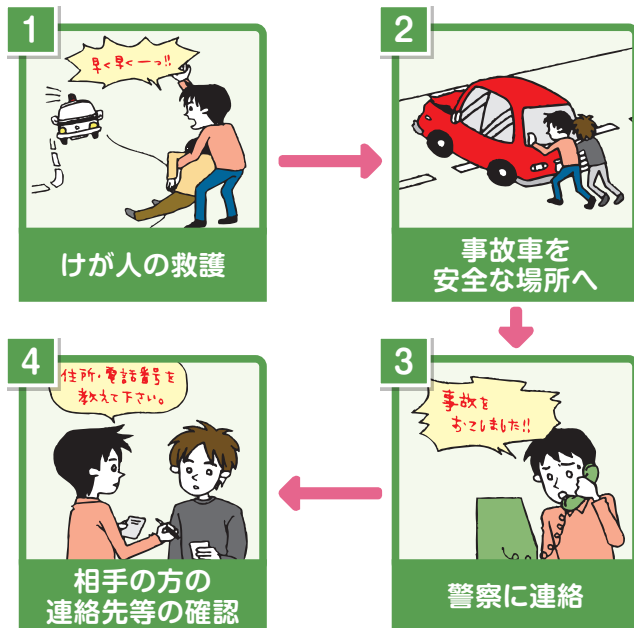 1
早く早くーっ!!
けが人の救護
2
事故車を
安全な場所へ
3
事故を
おこしました!!
警察に連絡
4
住所・電話番号を
教えて下さい。
相手の方の
連絡先等の確認